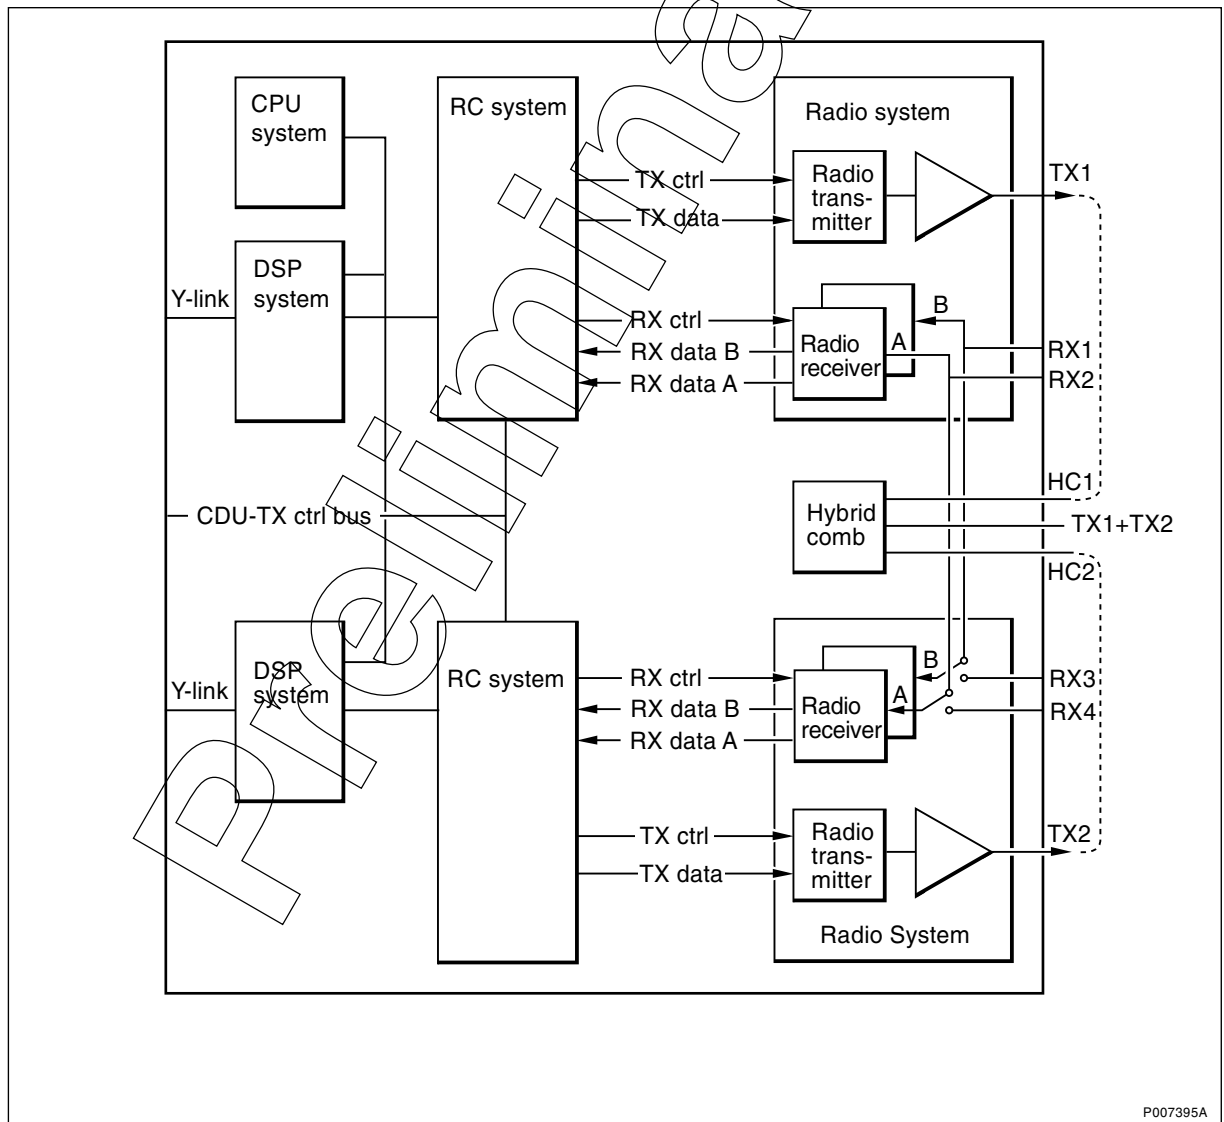 CPU
system
RC system
Radio system
TX ctrl
TX data
Radio
trans-
mitter
TX1
DSP
system
Y-link
RX ctrl
RX data B
RX data A
Radio
receiver
A
B
RX1
RX2
CDU-TX ctrl bus
Hybrid
comb
HC1
TX1+TX2
HC2
DSP
system
Y-link
RC system
RX ctrl
RX data B
RX data A
Radio
receiver
A
B
RX3
RX4
TX ctrl
TX data
Radio
trans-
mitter
TX2
Radio System
Prelimina
P007395A